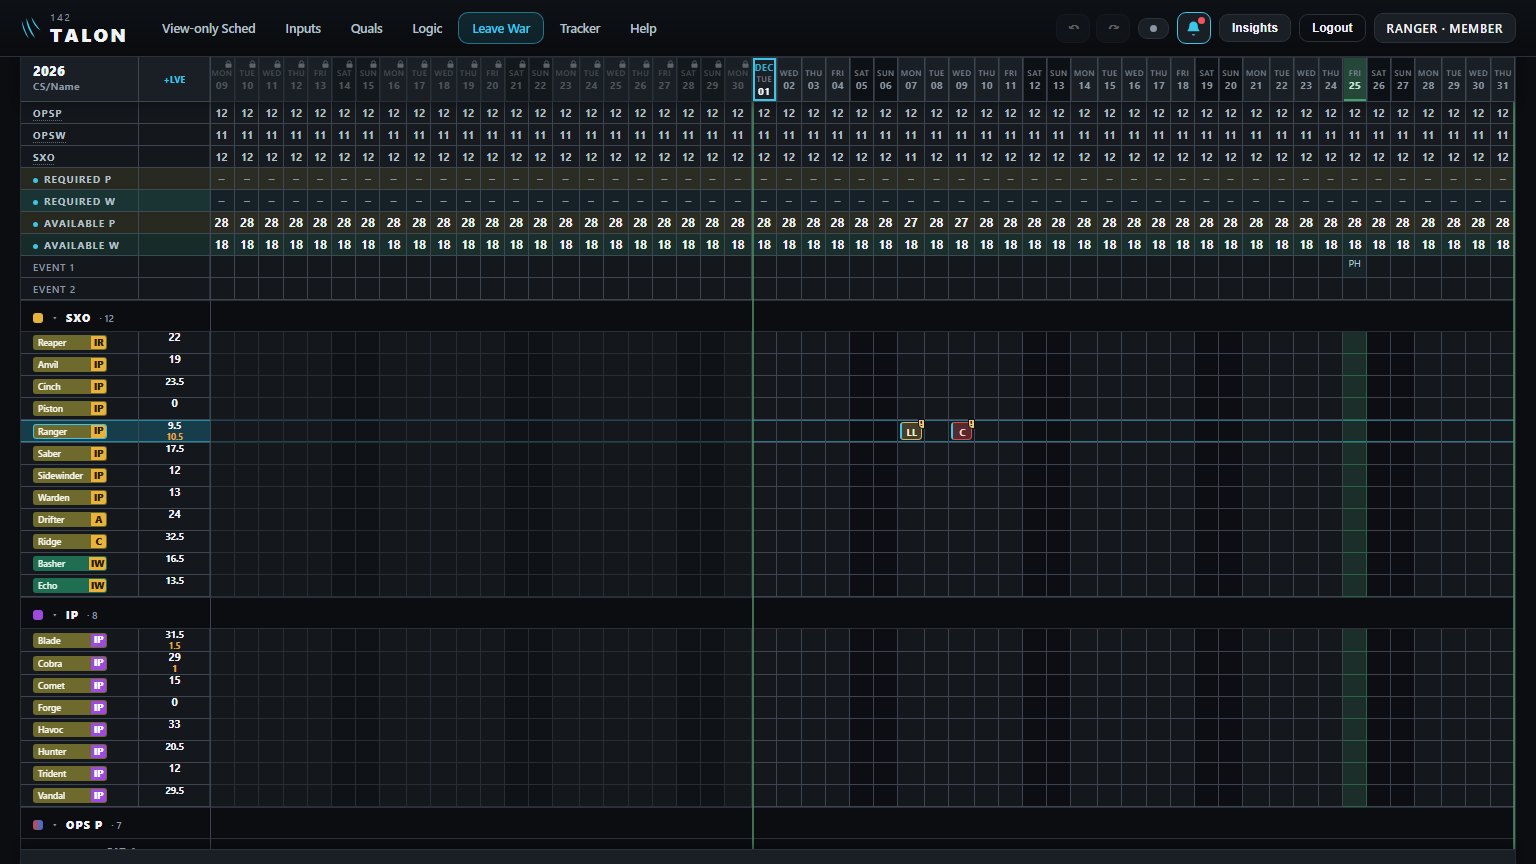 142
TALON
View-only Sched Inputs Quals Logic Leave War Tracker Help
Insights Logout RANGER · MEMBER
2026
CS/Name
+LVE
MON TUE WED THU FRI SAT SUN MON TUE WED THU FRI SAT SUN MON TUE WED THU FRI SAT SUN MON DEC TUE WED THU FRI SAT SUN MON TUE WED THU FRI SAT SUN MON TUE WED THU FRI SAT SUN MON TUE WED THU FRI SAT SUN MON TUE WED THU
09 10 11 12 13 14 15 16 17 18 19 20 21 22 23 24 25 26 27 28 29 30 01 02 03 04 05 06 07 08 09 10 11 12 13 14 15 16 17 18 19 20 21 22 23 24 25 26 27 28 29 30 31
OPSP 12 12 12 12 12 12 12 12 12 12 12 12 12 12 12 12 12 12 12 12 12 12 12 12 12 12 12 12 12 12 12 12 12 12 12 12 12 12 12 12 12 12 12 12 12 12 12 12 12 12 12 12 12
OPSW 11 11 11 11 11 11 11 11 11 11 11 11 11 11 11 11 11 11 11 11 11 11 11 11 11 11 11 11 11 11 11 11 11 11 11 11 11 11 11 11 11 11 11 11 11 11 11 11 11 11 11 11 11
SXO 12 12 12 12 12 12 12 12 12 12 12 12 12 12 12 12 12 12 12 12 12 12 12 12 12 12 12 12 11 12 11 12 12 12 12 12 12 12 12 12 12 12 12 12 12 12 12 12 12 12 12 12 12
REQUIRED P – – – – – – – – – – – – – – – – – – – – – – – – – – – – – – – – – – – – – – – – – – – – – – – – – – – – –
REQUIRED W – – – – – – – – – – – – – – – – – – – – – – – – – – – – – – – – – – – – – – – – – – – – – – – – – – – – –
AVAILABLE P 28 28 28 28 28 28 28 28 28 28 28 28 28 28 28 28 28 28 28 28 28 28 28 28 28 28 28 28 27 28 27 28 28 28 28 28 28 28 28 28 28 28 28 28 28 28 28 28 28 28 28 28 28
AVAILABLE W 18 18 18 18 18 18 18 18 18 18 18 18 18 18 18 18 18 18 18 18 18 18 18 18 18 18 18 18 18 18 18 18 18 18 18 18 18 18 18 18 18 18 18 18 18 18 18 18 18 18 18 18 18
EVENT 1 PH
EVENT 2
· SXO · 12
Reaper IR 22
Anvil IP 19
Cinch IP 23.5
Piston IP 0
Ranger IP 9.5 LL ! C !
10.5
Saber IP 17.5
Sidewinder IP 12
Warden IP 13
Drifter A 24
Ridge C 32.5
Basher IW 16.5
Echo IW 13.5
· IP · 8
Blade IP 31.5
1.5
Cobra IP 29
1
Comet IP 15
Forge IP 0
Havoc IP 33
Hunter IP 20.5
Trident IP 12
Vandal IP 29.5
· OPS P · 7